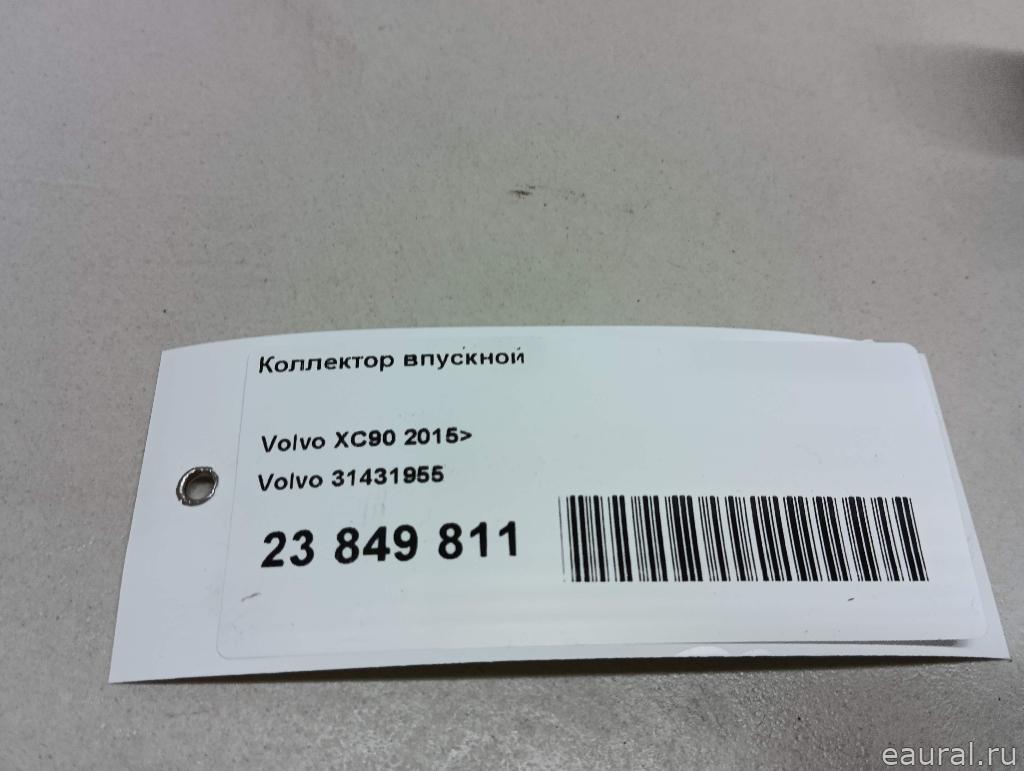 Коллектор впускной
Volvo XC90 2015>
Volvo 31431955
23 849 811
eaural.ru